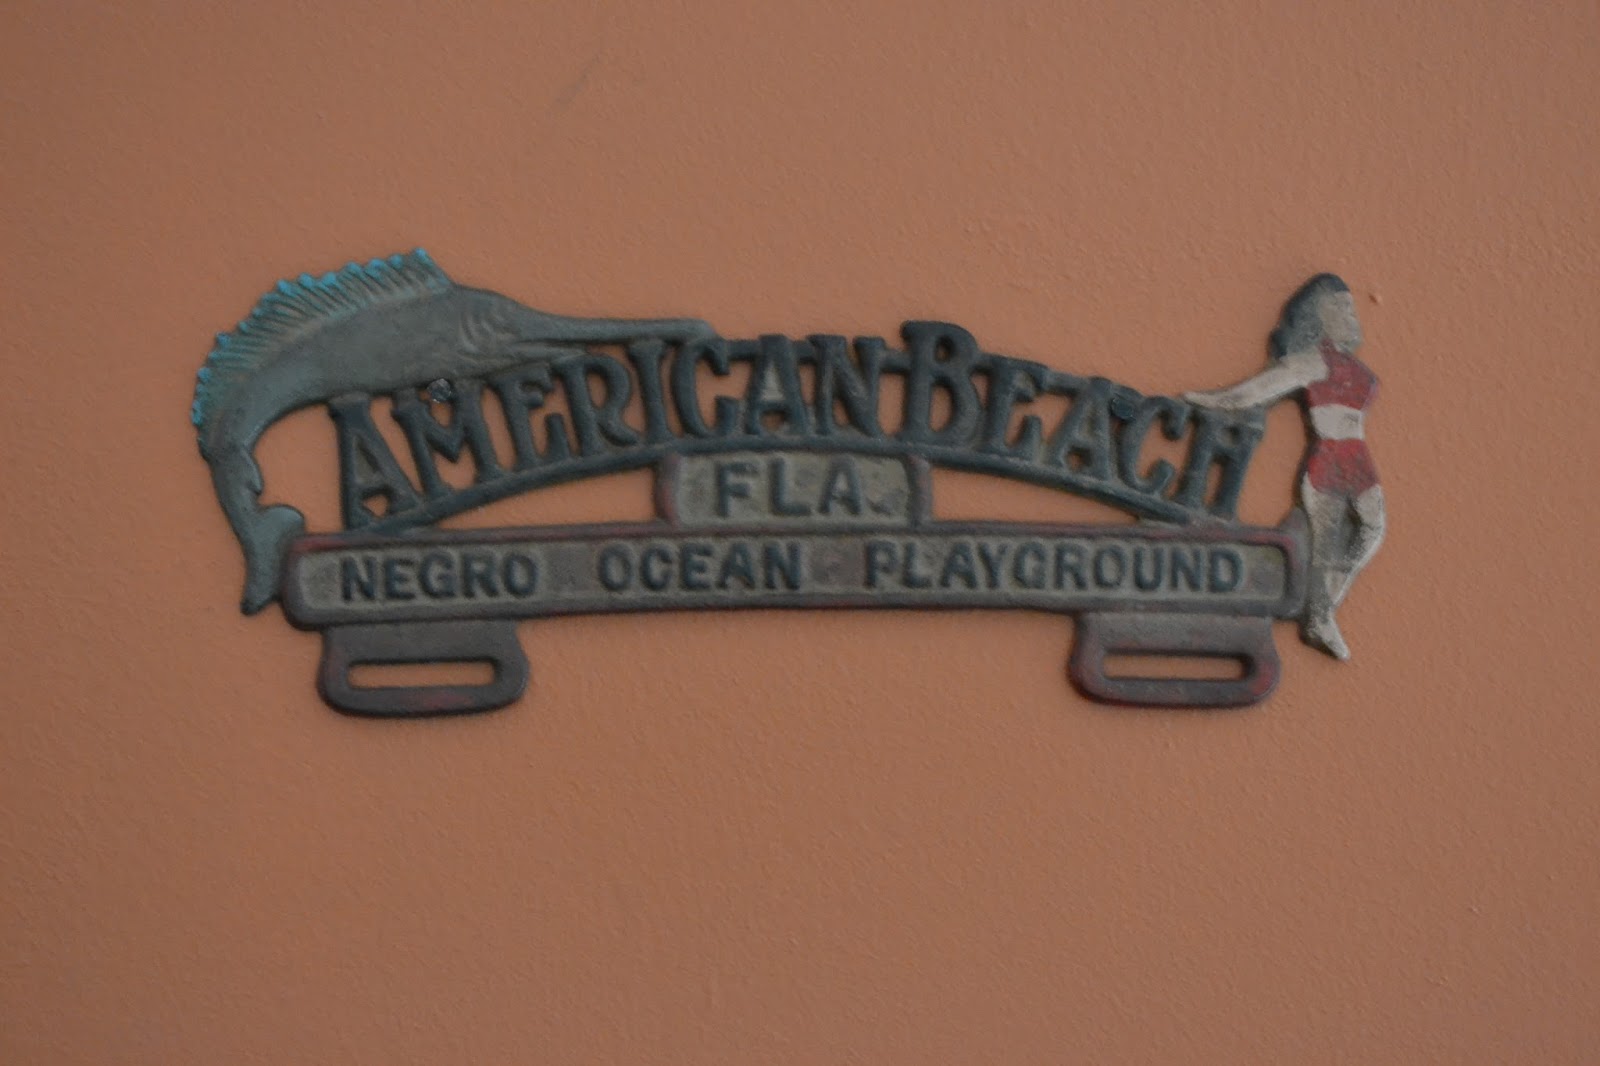 AMERICAN BEACH
FLA.
NEGRO OCEAN PLAYGROUND